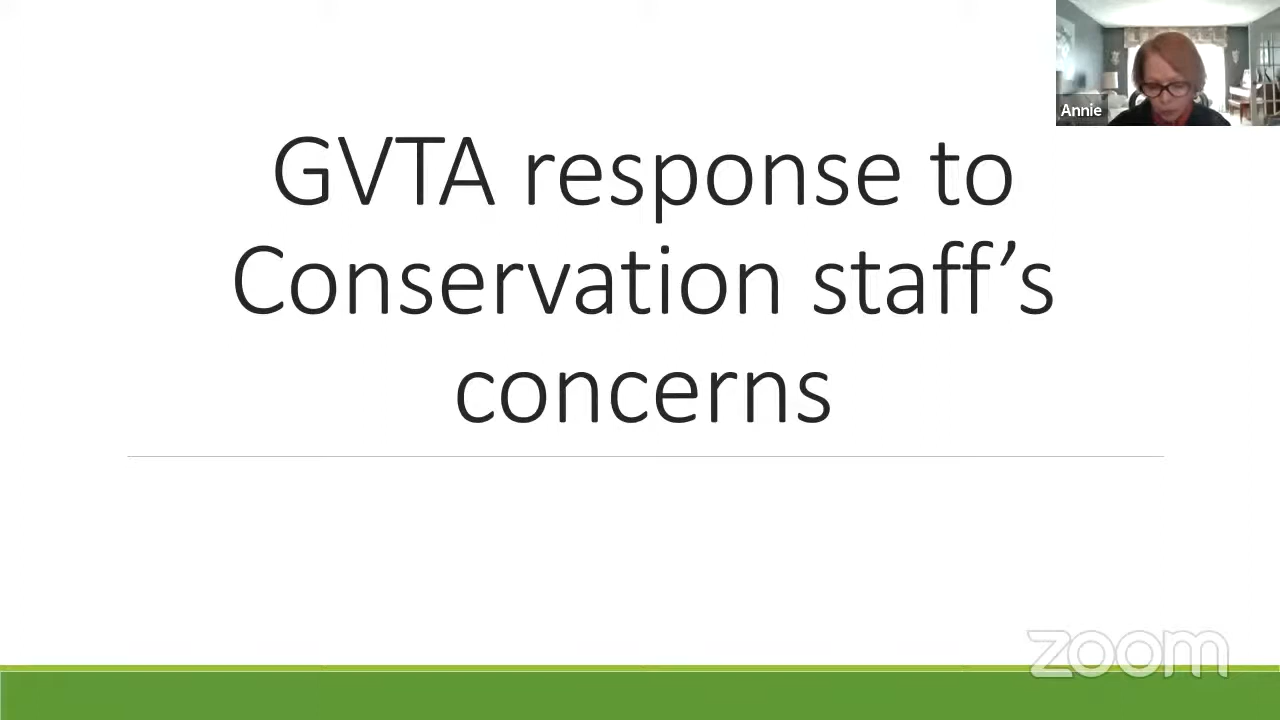 Annie
GVTA response to
Conservation staff’s
concerns
zoom